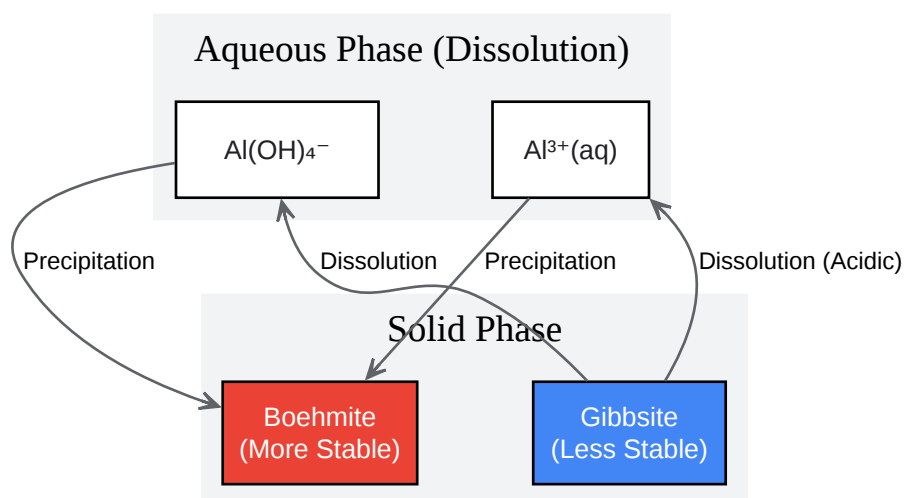 Aqueous Phase (Dissolution)
Al(OH)₄⁻
Al³⁺(aq)
Precipitation
Dissolution
Precipitation
Dissolution (Acidic)
Solid Phase
Boehmite
(More Stable)
Gibbsite
(Less Stable)